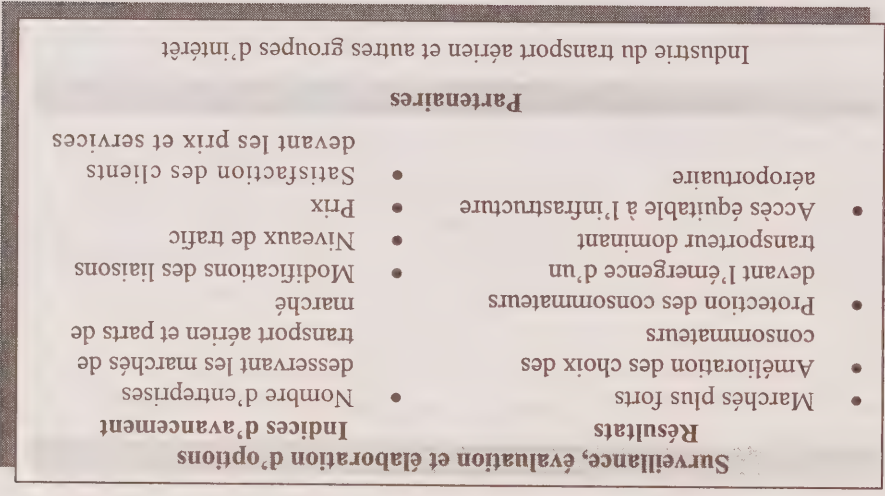 Surveillance, évaluation et élaboration d'options
Résultats
• Marchés plus forts
• Amélioration des choix des
consommateurs
• Protection des consommateurs
devant l'émergence d'un
transporteur dominant
• Accès équitable à l'infrastructure
aéroportuaire
Indices d'avancement
• Nombre d'entreprises
desservant les marchés de
transport aérien et parts de
marché
• Modifications des liaisons
• Niveaux de trafic
• Prix
• Satisfaction des clients
devant les prix et services
Partenaires
Industrie du transport aérien et autres groupes d'intérêt